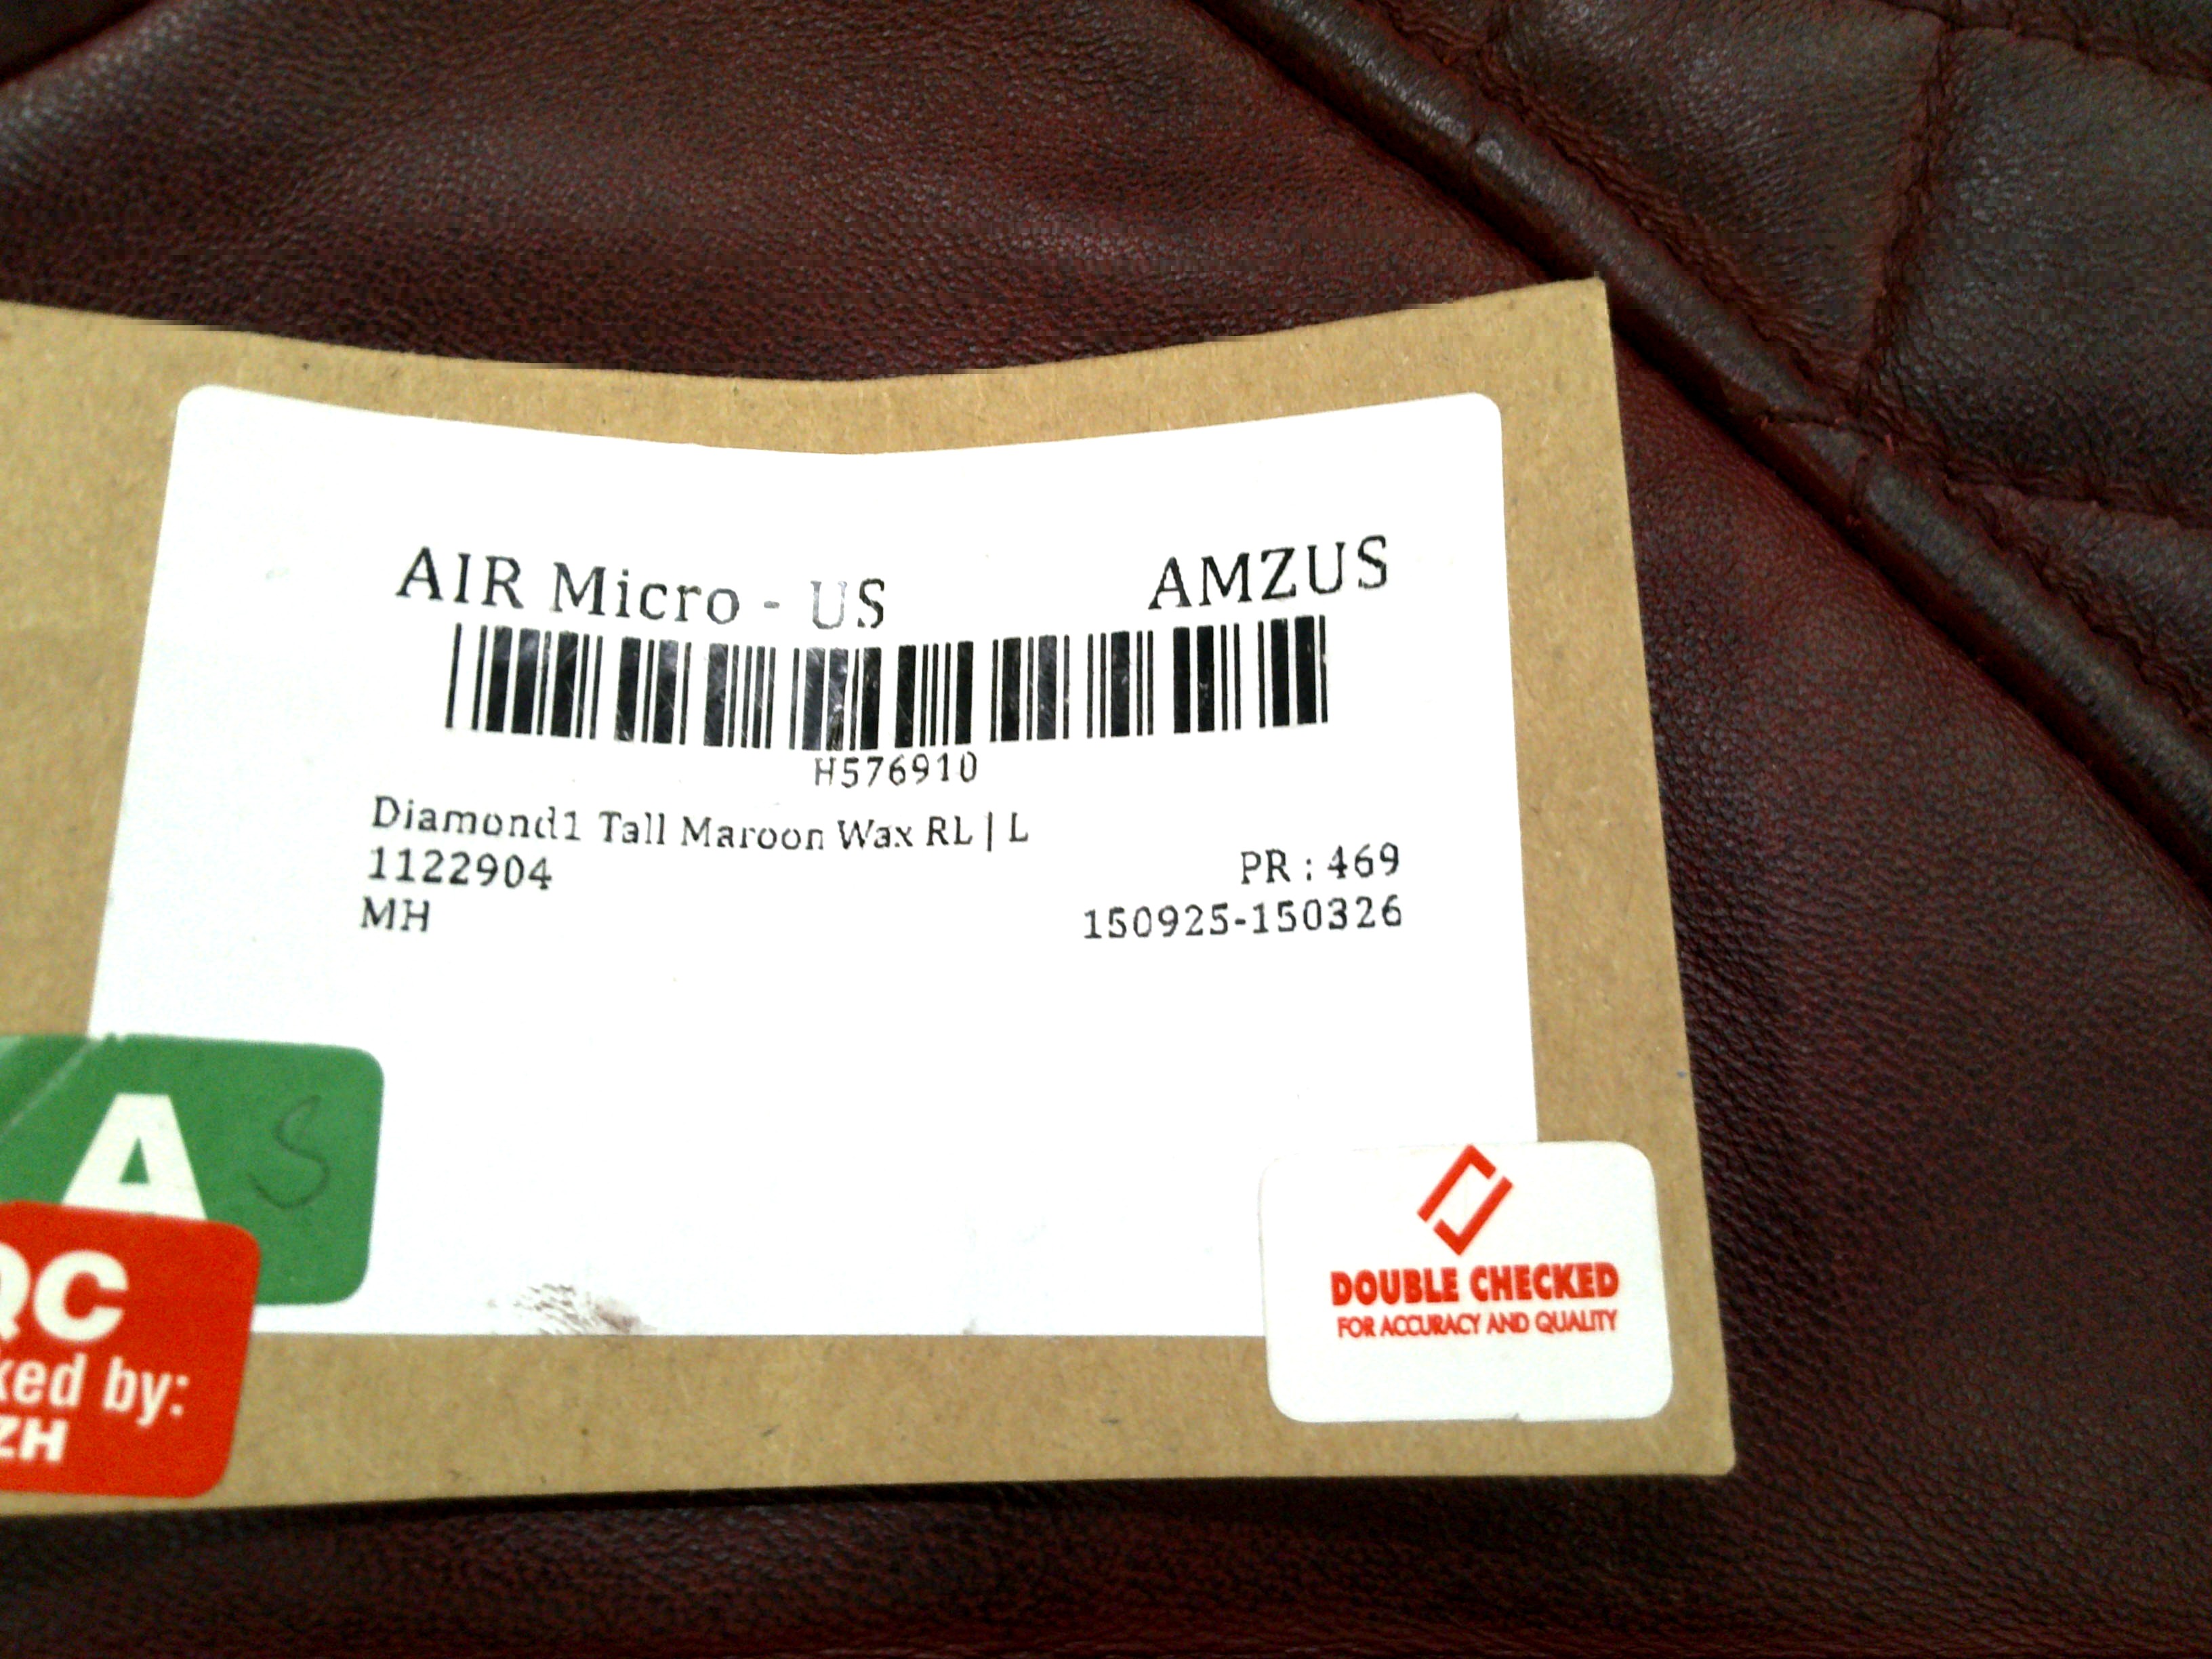 AIR Micro - US AMZUS
H576910
Diamond1 Tall Maroon Wax RL | L
1122904 PR : 469
MH 150925-150326
A S
QC
ked by:
ZH
DOUBLE CHECKED
FOR ACCURACY AND QUALITY